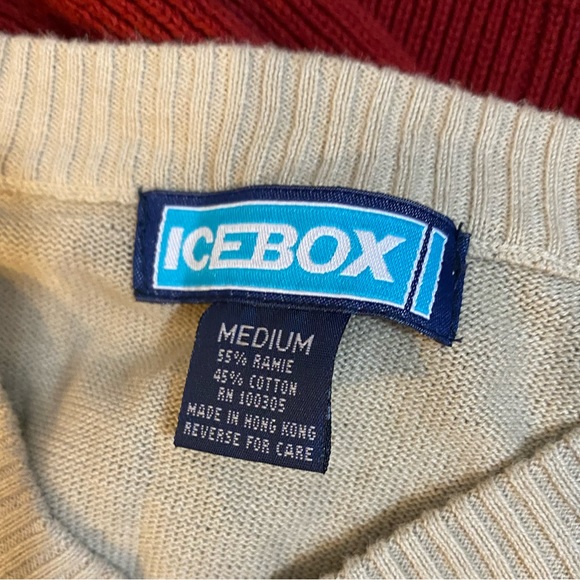 ICEBOX
MEDIUM
55% RAMIE
45% COTTON
RN 100305
MADE IN HONG KONG
REVERSE FOR CARE